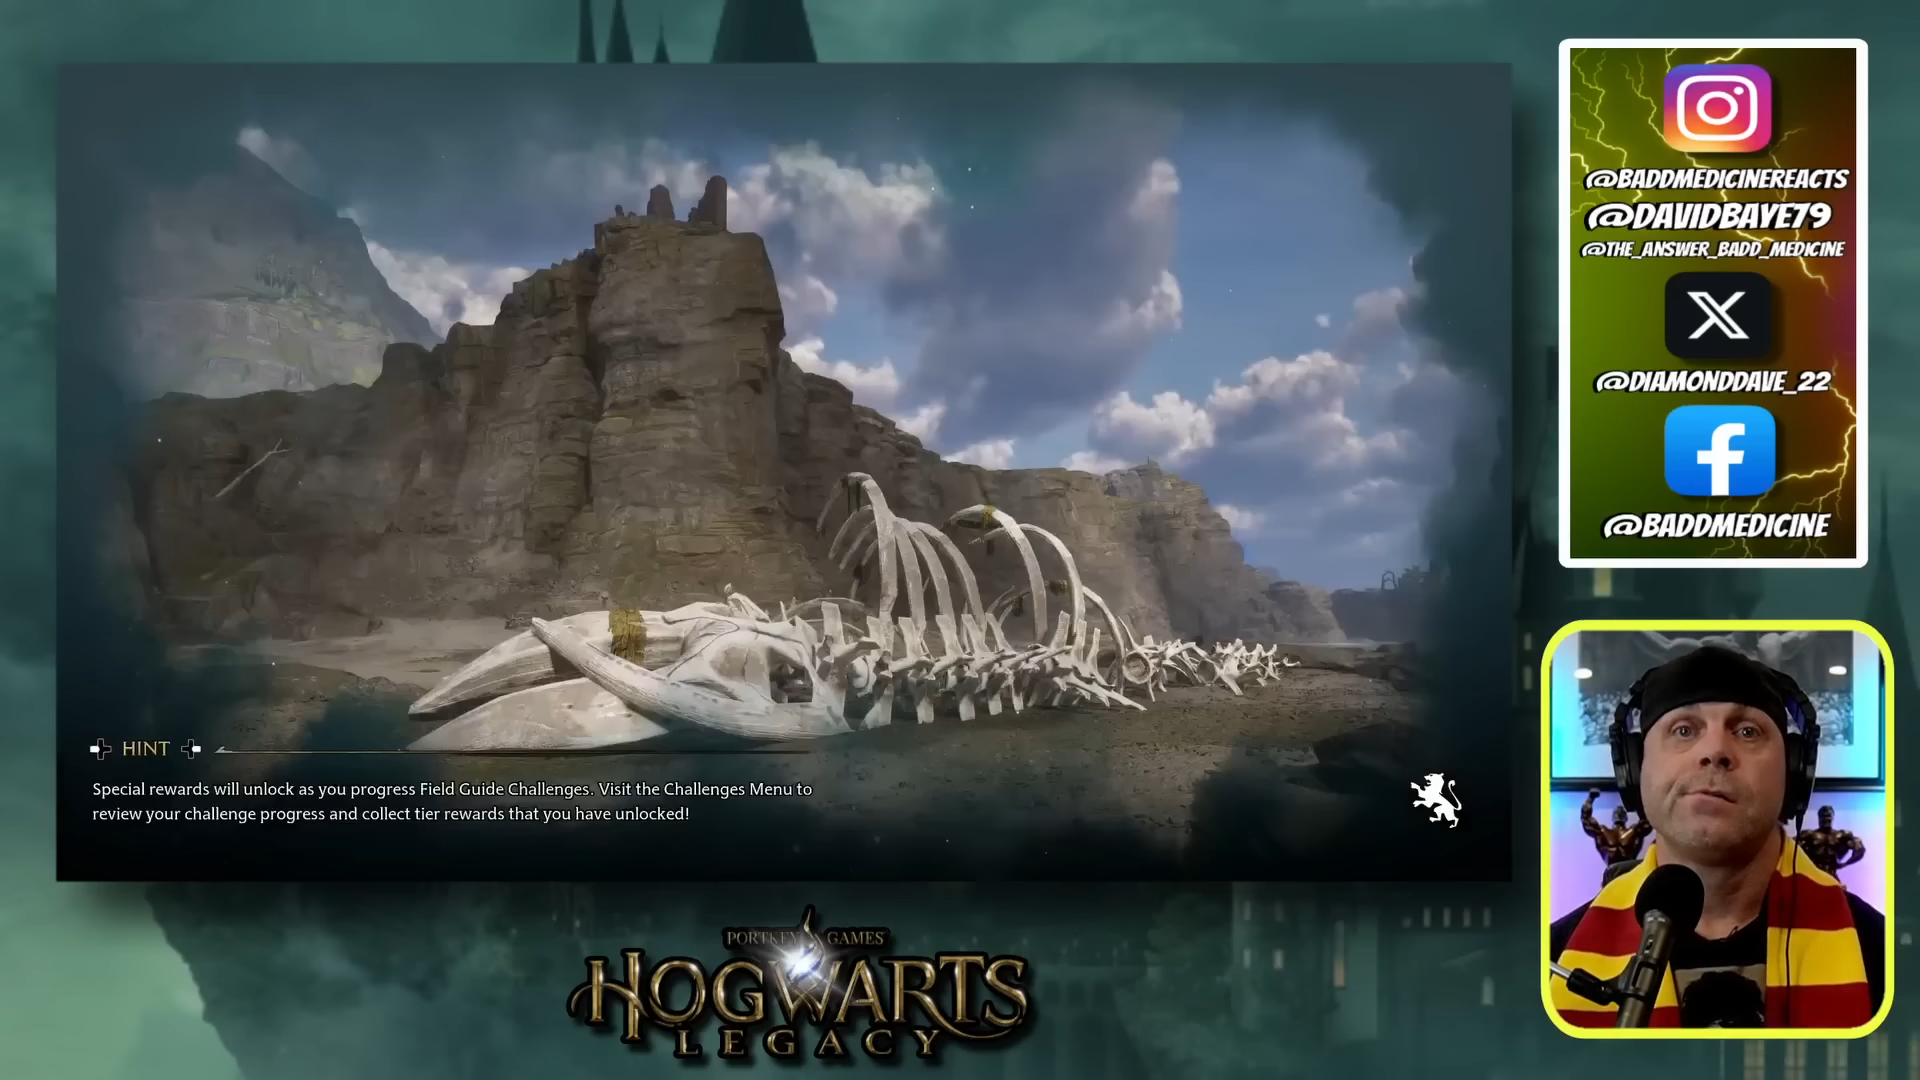 @BADDMEDICINEREACTS
@DAVIDBAYE79
@THE_ANSWER_BADD_MEDICINE
@DIAMONDDAVE_22
@BADDMEDICINE
HINT
Special rewards will unlock as you progress Field Guide Challenges. Visit the Challenges Menu to
review your challenge progress and collect tier rewards that you have unlocked!
PORTKEY GAMES
HOGWARTS
LEGACY